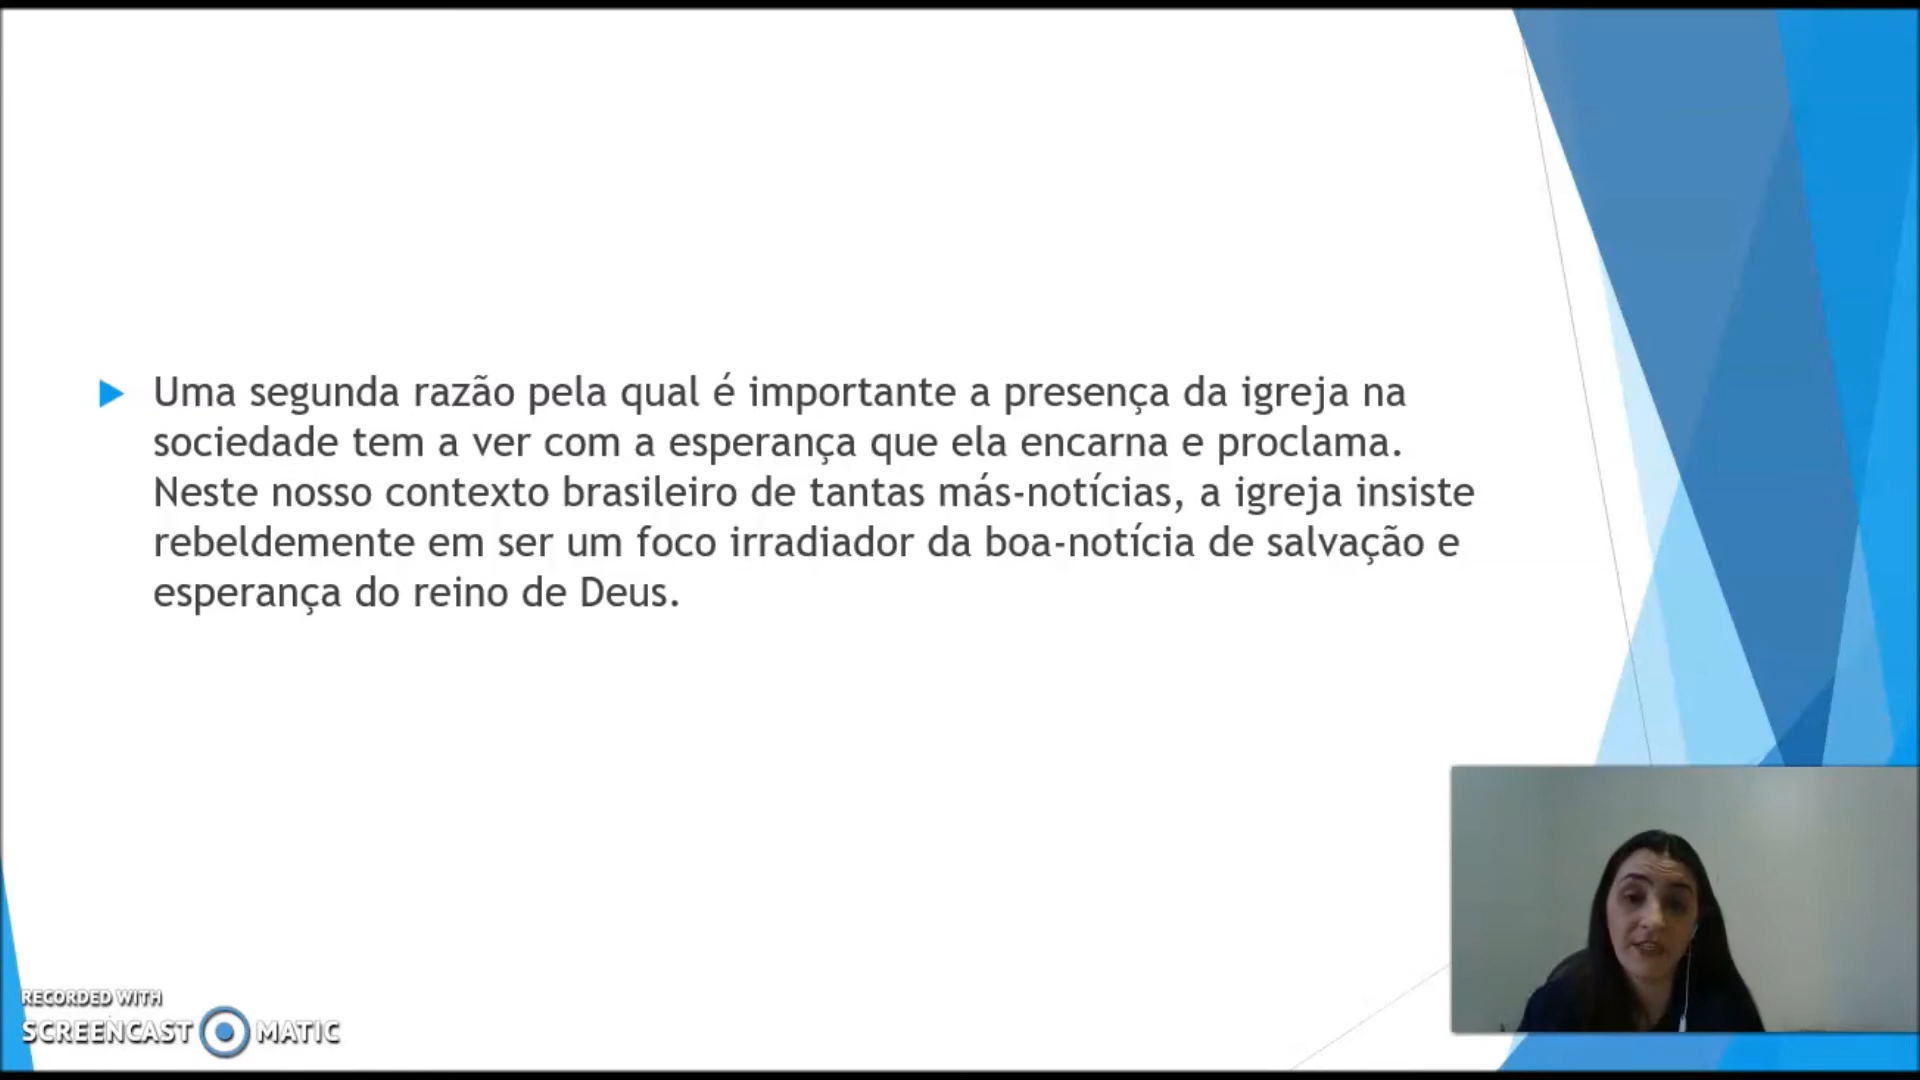 Uma segunda razão pela qual é importante a presença da igreja na
sociedade tem a ver com a esperança que ela encarna e proclama.
Neste nosso contexto brasileiro de tantas más-notícias, a igreja insiste
rebeldemente em ser um foco irradiador da boa-notícia de salvação e
esperança do reino de Deus.
RECORDED WITH
SCREENCAST MATIC